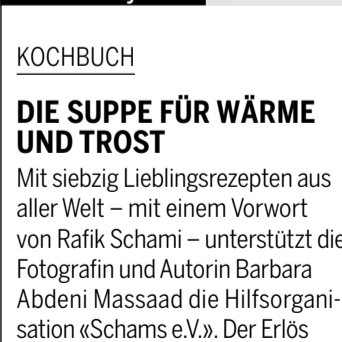 KOCHBUCH
DIE SUPPE FÜR WÄRME
UND TROST
Mit siebzig Lieblingsrezepten aus
aller Welt – mit einem Vorwort
von Rafik Schami – unterstützt die
Fotografin und Autorin Barbara
Abdeni Massaad die Hilfsorgani-
sation «Schams e.V.». Der Erlös